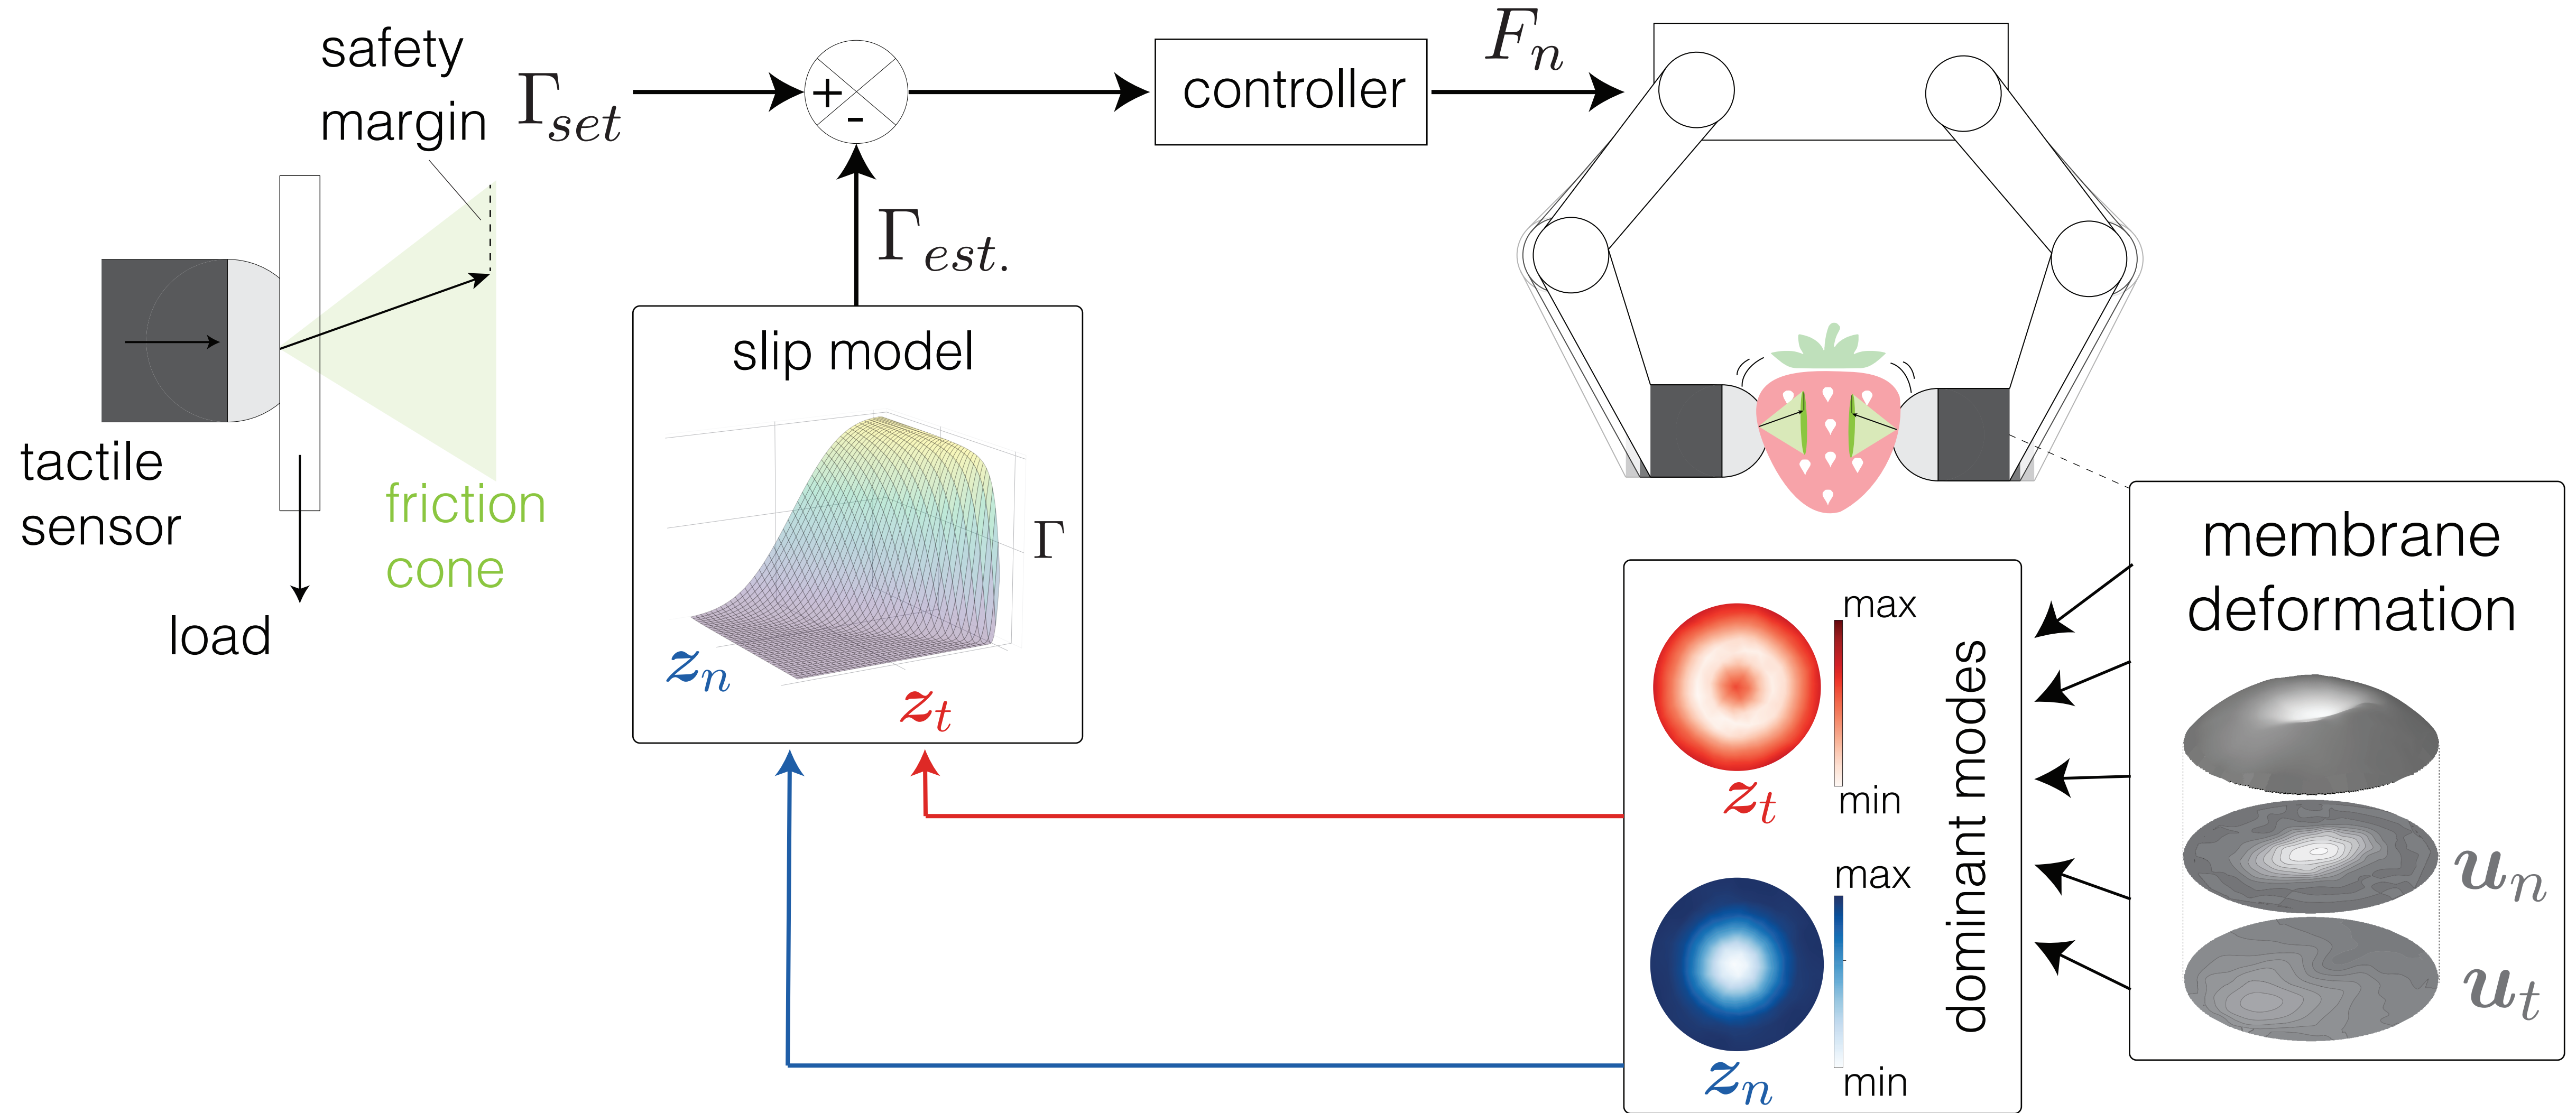 safety
margin
Γset
+
-
controller
Fn
Γest.
tactile
sensor
friction
cone
load
slip model
Γ
zn
zt
max
min
zt
max
min
zn
dominant modes
membrane
deformation
un
ut